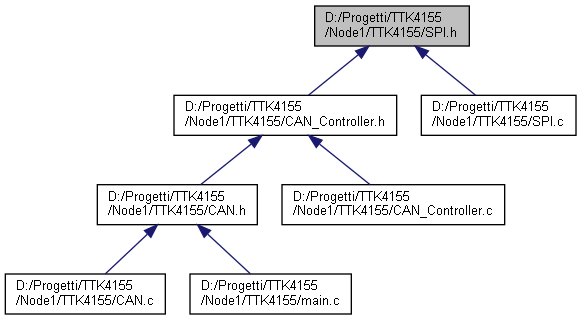 D:/Progetti/TTK4155
/Node1/TTK4155/SPI.h
D:/Progetti/TTK4155
/Node1/TTK4155/CAN_Controller.h
D:/Progetti/TTK4155
/Node1/TTK4155/SPI.c
D:/Progetti/TTK4155
/Node1/TTK4155/CAN.h
D:/Progetti/TTK4155
/Node1/TTK4155/CAN_Controller.c
D:/Progetti/TTK4155
/Node1/TTK4155/CAN.c
D:/Progetti/TTK4155
/Node1/TTK4155/main.c